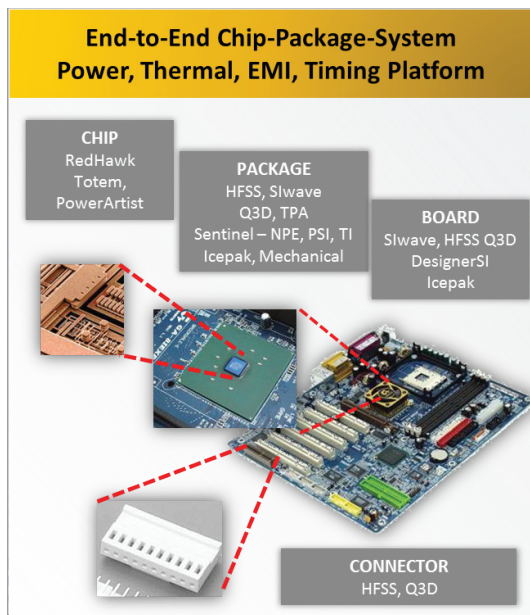 End-to-End Chip-Package-System
Power, Thermal, EMI, Timing Platform
CHIP
RedHawk
Totem,
PowerArtist
PACKAGE
HFSS, SIwave
Q3D, TPA
Sentinel – NPE, PSI, TI
Icepak, Mechanical
BOARD
SIwave, HFSS Q3D
DesignerSI
Icepak
CONNECTOR
HFSS, Q3D